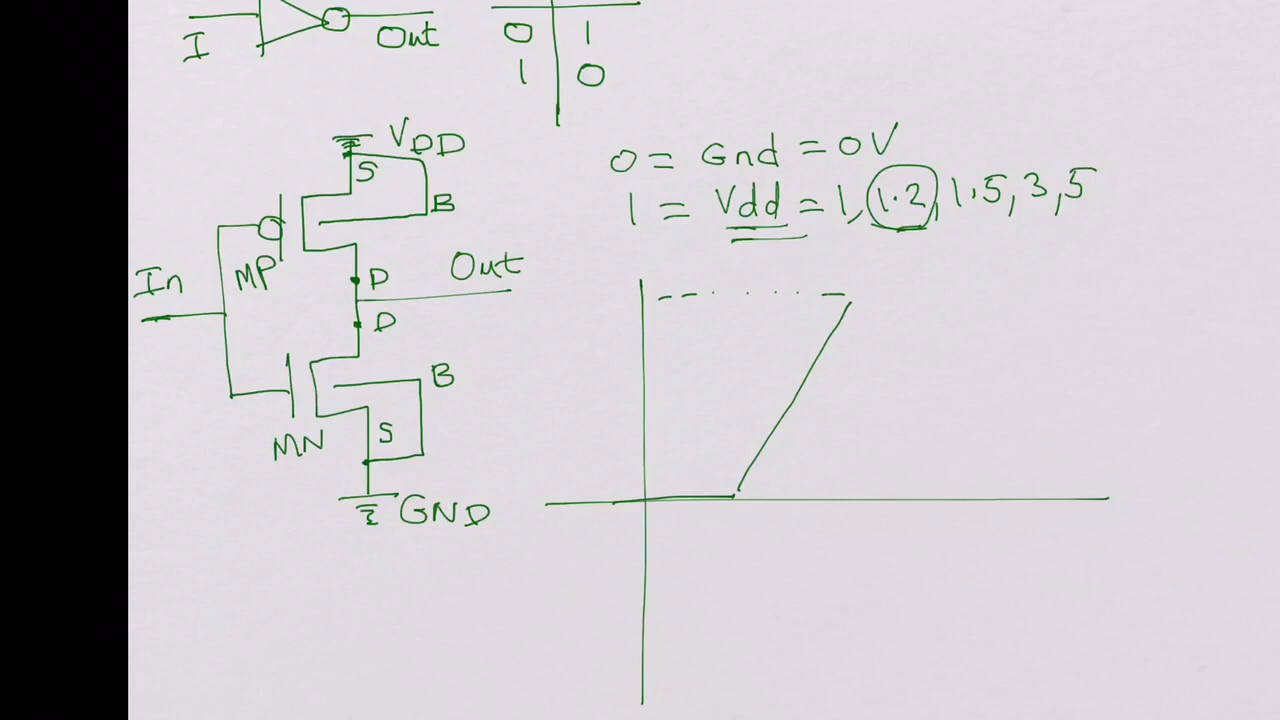 I Out
0 1
1 0
VDD
S
B
In
MP
D
Out
D
B
MN
S
GND
0 = Gnd = 0V
1 = Vdd = 1, 1.2, 1.5, 3, 5